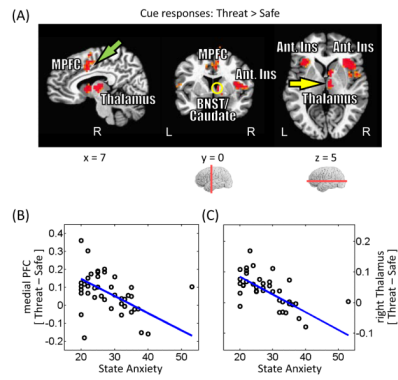 (A)
Cue responses: Threat > Safe
MPFC
Thalamus
R
MPFC
Ant. Ins
BNST/
Caudate
L
R
Ant. Ins
Ant. Ins
Thalamus
L
R
x = 7
y = 0
z = 5
(B)
medial PFC
[ Threat – Safe ]
0.4
0.3
0.2
0.1
0
-0.1
-0.2
20
30
40
50
State Anxiety
(C)
right Thalamus
[ Threat – Safe ]
0.2
0.1
0
-0.1
20
30
40
50
State Anxiety